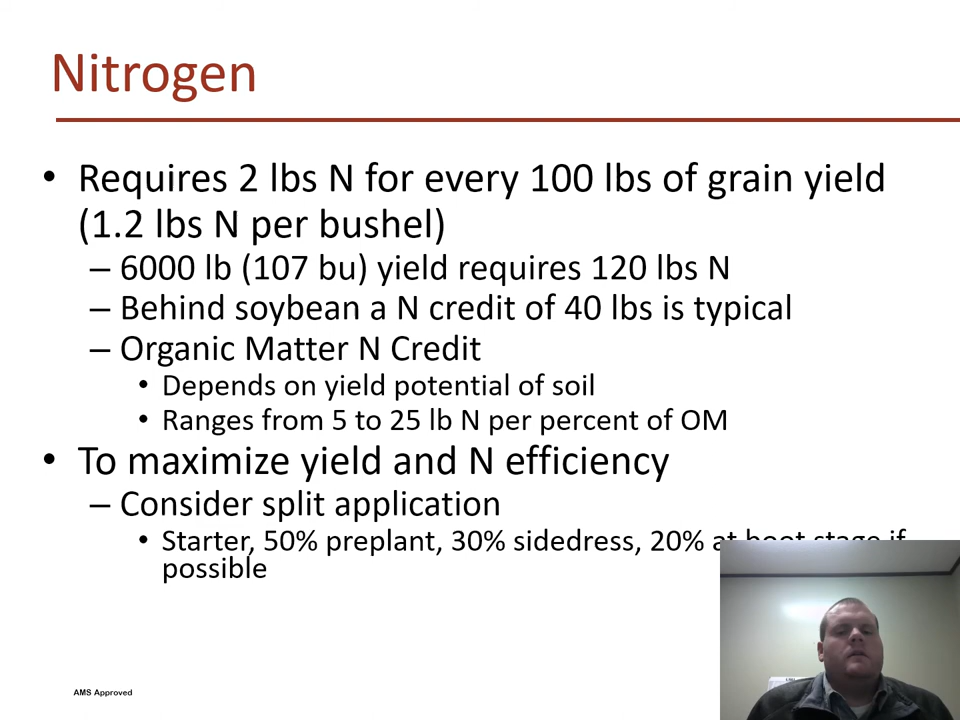 Nitrogen
• Requires 2 lbs N for every 100 lbs of grain yield
(1.2 lbs N per bushel)
– 6000 lb (107 bu) yield requires 120 lbs N
– Behind soybean a N credit of 40 lbs is typical
– Organic Matter N Credit
• Depends on yield potential of soil
• Ranges from 5 to 25 lb N per percent of OM
• To maximize yield and N efficiency
– Consider split application
• Starter, 50% preplant, 30% sidedress, 20% at boot stage if
possible
AMS Approved